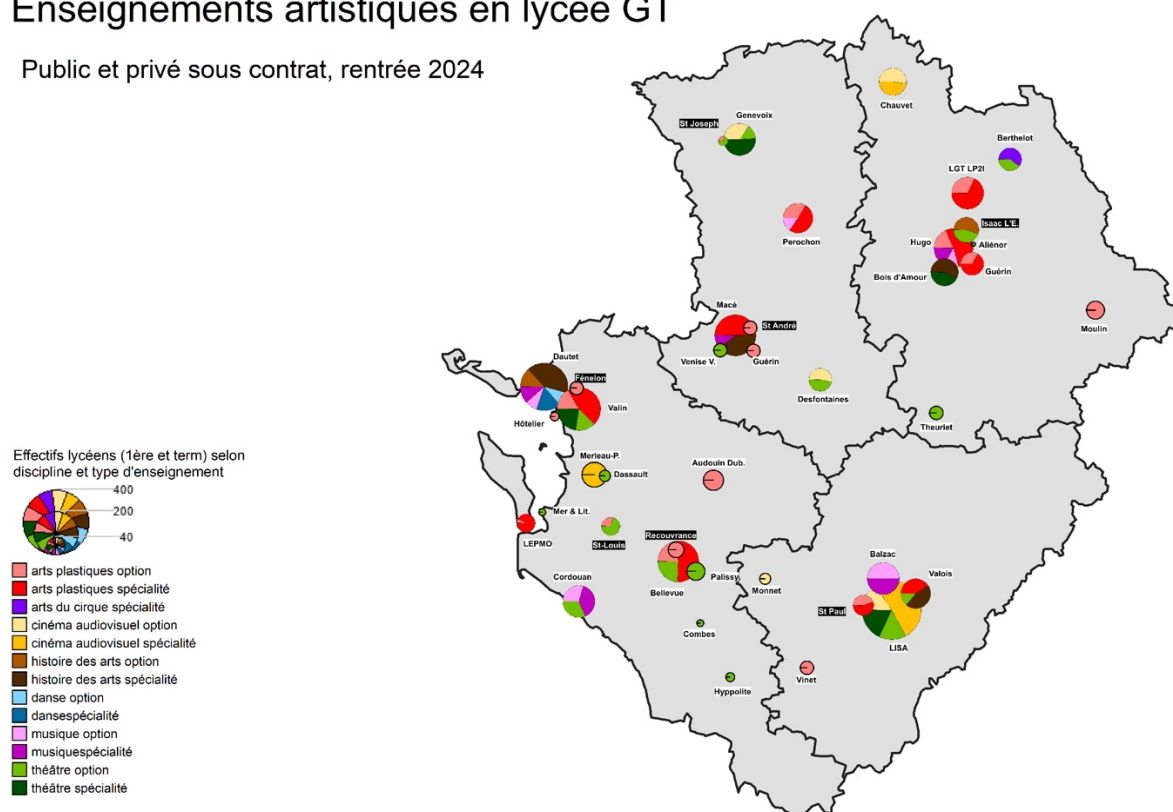 Enseignements artistiques en lycée GT
Public et privé sous contrat, rentrée 2024
Chauvet
Genevoix
St Joseph
Berthelot
LGT LP2I
Isaac L'E.
Perochon
Hugo
Aliénor
Guérin
Bois d'Amour
Macé
St André
Moulin
Venise V.
Guérin
Dautet
Fénelon
Desfontaines
Valin
Hôtelier
Theuriet
Effectifs lycéens (1ère et term) selon
discipline et type d'enseignement
400
200
40
Merleau-P.
Dassault
Audouin Dub.
Mer & Lit.
LEPMO
St-Louis
Recouvrance
Balzac
Valois
Cordouan
Palissy
Monnet
Bellevue
St Paul
Combes
LISA
Vinet
Hyppolite
arts plastiques option
arts plastiques spécialité
arts du cirque spécialité
cinéma audiovisuel option
cinéma audiovisuel spécialité
histoire des arts option
histoire des arts spécialité
danse option
dansespécialité
musique option
musiquespécialité
théâtre option
théâtre spécialité